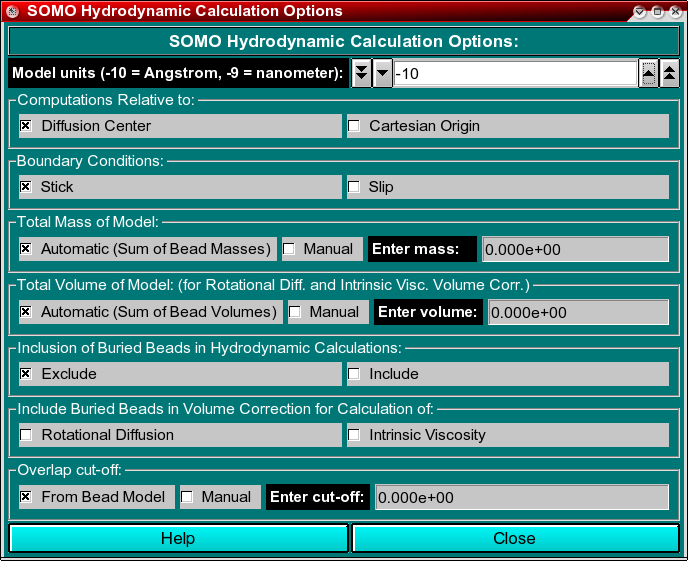 SOMO Hydrodynamic Calculation Options
SOMO Hydrodynamic Calculation Options:
Model units (-10 = Angstrom, -9 = nanometer): -10
Computations Relative to:
Diffusion Center Cartesian Origin
Boundary Conditions:
Stick Slip
Total Mass of Model:
Automatic (Sum of Bead Masses) Manual Enter mass: 0.000e+00
Total Volume of Model: (for Rotational Diff. and Intrinsic Visc. Volume Corr.)
Automatic (Sum of Bead Volumes) Manual Enter volume: 0.000e+00
Inclusion of Buried Beads in Hydrodynamic Calculations:
Exclude Include
Include Buried Beads in Volume Correction for Calculation of:
Rotational Diffusion Intrinsic Viscosity
Overlap cut-off:
From Bead Model Manual Enter cut-off: 0.000e+00
Help Close